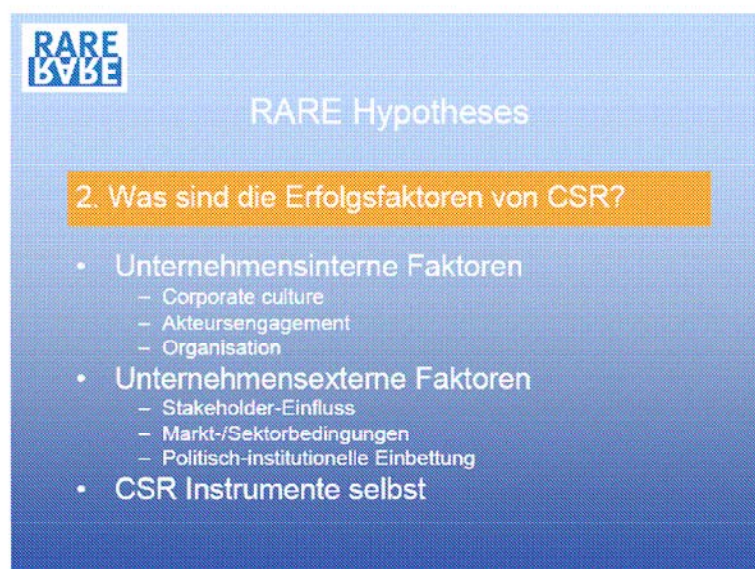 RARE
RARE
RARE Hypotheses
2. Was sind die Erfolgsfaktoren von CSR?
• Unternehmensinterne Faktoren
– Corporate culture
– Akteursengagement
– Organisation
• Unternehmensexterne Faktoren
– Stakeholder-Einfluss
– Markt-/Sektorbedingungen
– Politisch-institutionelle Einbettung
• CSR Instrumente selbst